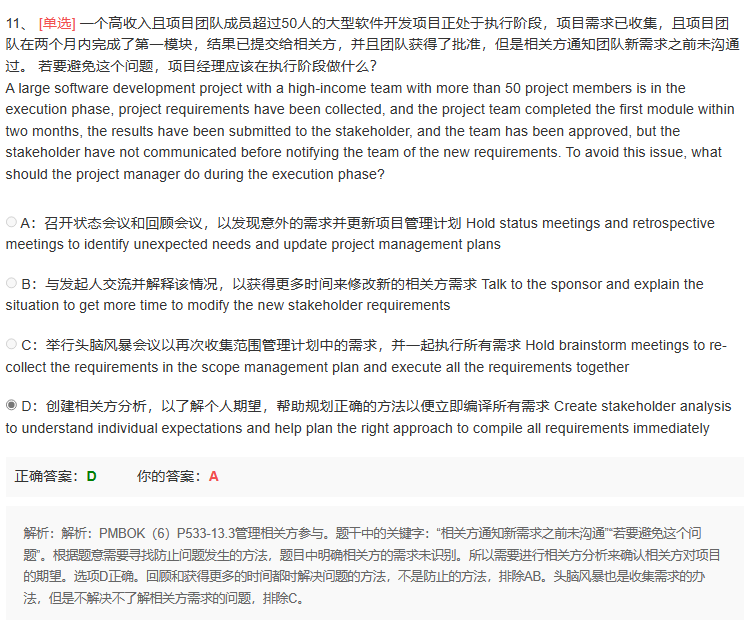 11、 [单选] 一个高收入且项目团队成员超过50人的大型软件开发项目正处于执行阶段，项目需求已收集，且项目团
队在两个月内完成了第一模块，结果已提交给相关方，并且团队获得了批准，但是相关方通知团队新需求之前未沟通
过。 若要避免这个问题，项目经理应该在执行阶段做什么？
A large software development project with a high-income team with more than 50 project members is in the
execution phase, project requirements have been collected, and the project team completed the first module within
two months, the results have been submitted to the stakeholder, and the team has been approved, but the
stakeholder have not communicated before notifying the team of the new requirements. To avoid this issue, what
should the project manager do during the execution phase?
A：召开状态会议和回顾会议，以发现意外的需求并更新项目管理计划 Hold status meetings and retrospective
meetings to identify unexpected needs and update project management plans
B：与发起人交流并解释该情况，以获得更多时间来修改新的相关方需求 Talk to the sponsor and explain the
situation to get more time to modify the new stakeholder requirements
C：举行头脑风暴会议以再次收集范围管理计划中的需求，并一起执行所有需求 Hold brainstorm meetings to re-
collect the requirements in the scope management plan and execute all the requirements together
D：创建相关方分析，以了解个人期望，帮助规划正确的方法以便立即编译所有需求 Create stakeholder analysis
to understand individual expectations and help plan the right approach to compile all requirements immediately
正确答案：D 你的答案：A
解析：解析：PMBOK（6）P533-13.3管理相关方参与。题干中的关键字：“相关方通知新需求之前未沟通”“若要避免这个问
题”。根据题意需要寻找防止问题发生的方法，题目中明确相关方的需求未识别。所以需要进行相关方分析来确认相关方对项目
的期望。选项D正确。回顾和获得更多的时间都时解决问题的方法，不是防止的方法，排除AB。头脑风暴也是收集需求的办
法，但是不解决不了解相关方需求的问题，排除C。